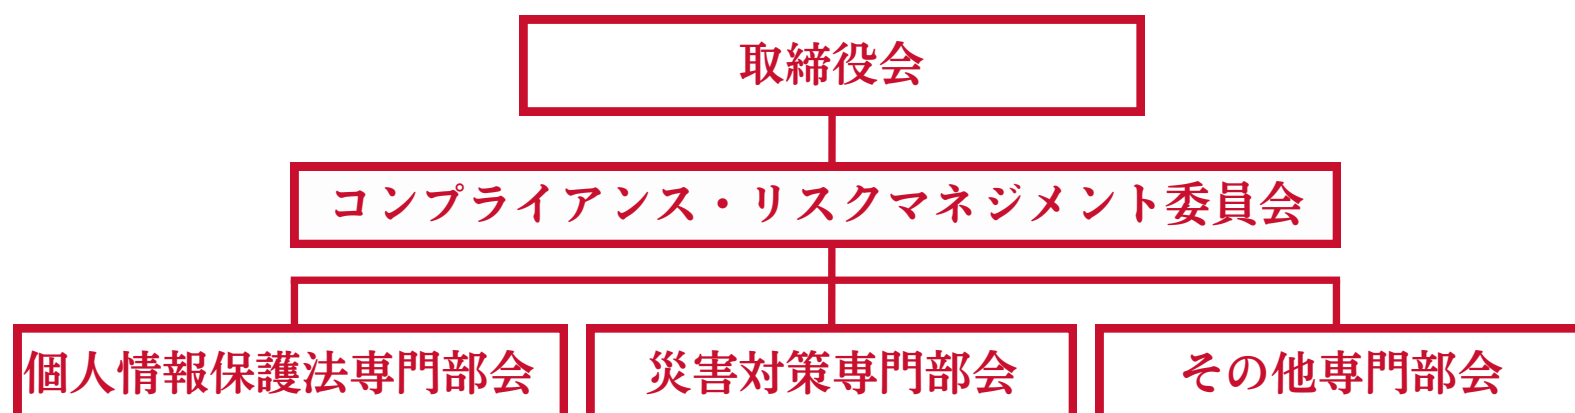 取締役会
コンプライアンス・リスクマネジメント委員会
個人情報保護法専門部会
災害対策専門部会
その他専門部会